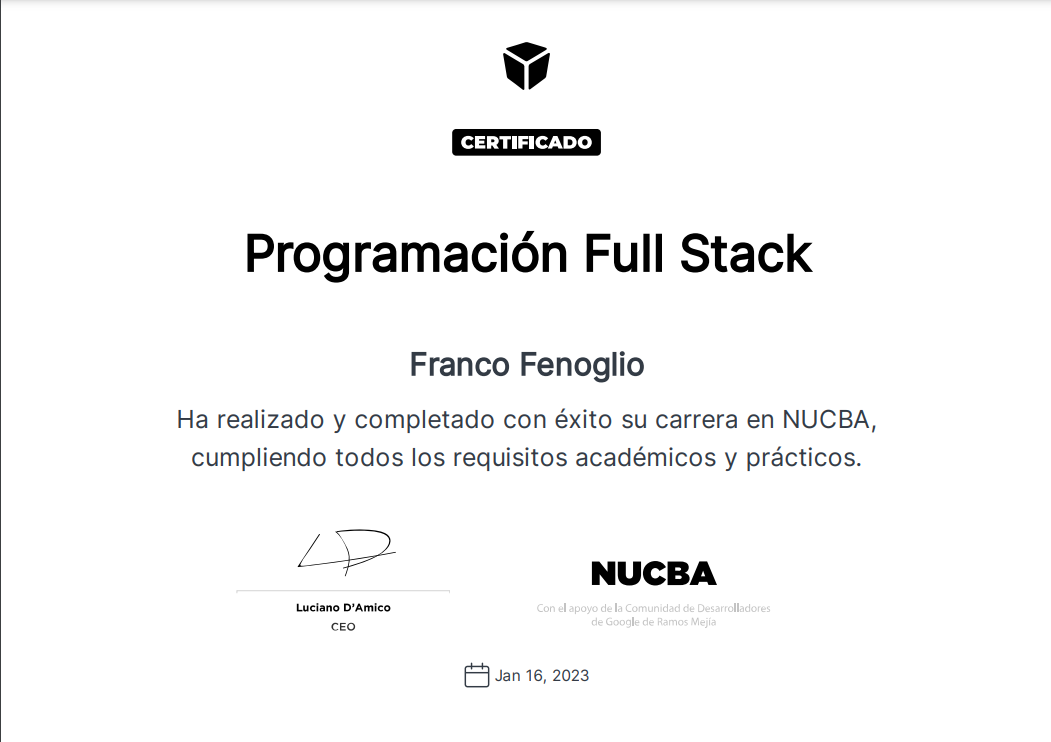 CERTIFICADO
Programación Full Stack
Franco Fenoglio
Ha realizado y completado con éxito su carrera en NUCBA,
cumpliendo todos los requisitos académicos y prácticos.
Luciano D'Amico
CEO
NUCBA
Con el apoyo de la Comunidad de Desarrolladores
de Google de Ramos Mejía
Jan 16, 2023